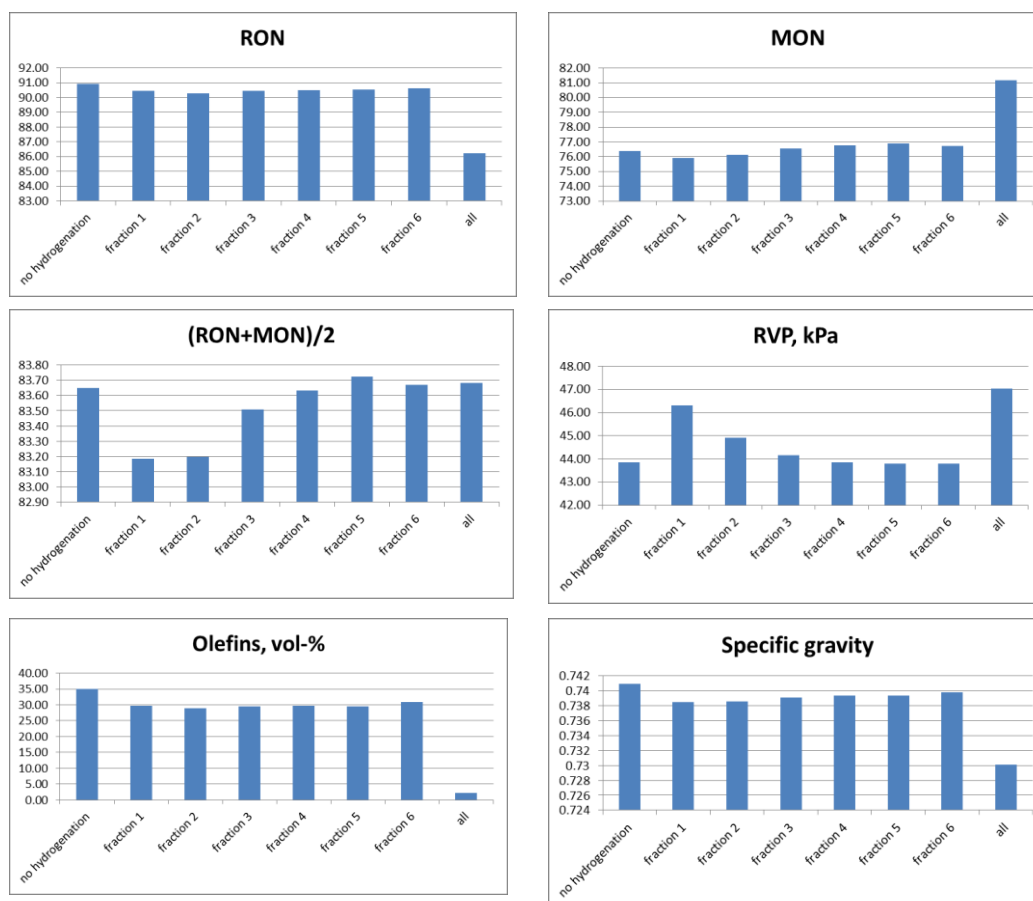 RON
92.00
91.00
90.00
89.00
88.00
87.00
86.00
85.00
84.00
83.00
no hydrogenation
fraction 1
fraction 2
fraction 3
fraction 4
fraction 5
fraction 6
all
MON
82.00
81.00
80.00
79.00
78.00
77.00
76.00
75.00
74.00
73.00
no hydrogenation
fraction 1
fraction 2
fraction 3
fraction 4
fraction 5
fraction 6
all
(RON+MON)/2
83.80
83.70
83.60
83.50
83.40
83.30
83.20
83.10
83.00
82.90
no hydrogenation
fraction 1
fraction 2
fraction 3
fraction 4
fraction 5
fraction 6
all
RVP, kPa
48.00
47.00
46.00
45.00
44.00
43.00
42.00
no hydrogenation
fraction 1
fraction 2
fraction 3
fraction 4
fraction 5
fraction 6
all
Olefins, vol-%
40.00
35.00
30.00
25.00
20.00
15.00
10.00
5.00
0.00
no hydrogenation
fraction 1
fraction 2
fraction 3
fraction 4
fraction 5
fraction 6
all
Specific gravity
0.742
0.74
0.738
0.736
0.734
0.732
0.73
0.728
0.726
0.724
no hydrogenation
fraction 1
fraction 2
fraction 3
fraction 4
fraction 5
fraction 6
all